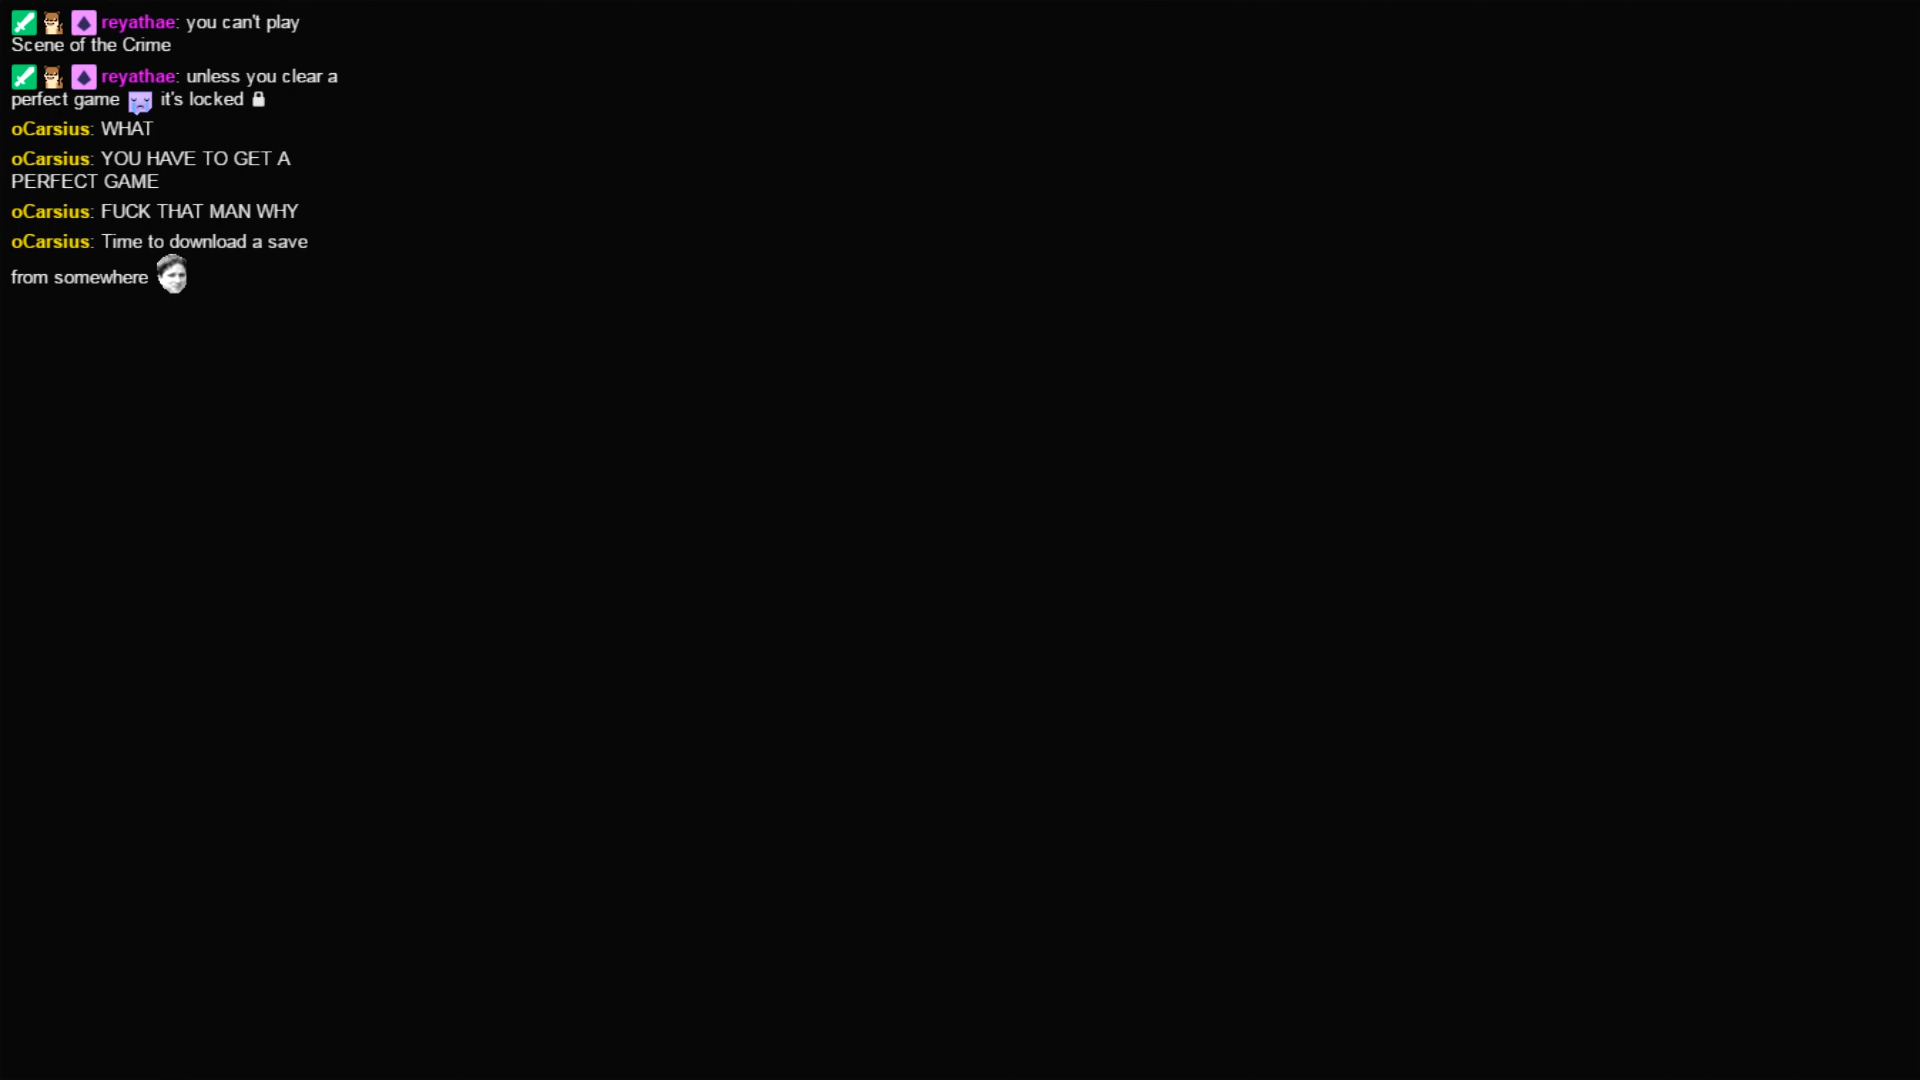 reyathae: you can't play
Scene of the Crime
reyathae: unless you clear a
perfect game it's locked
oCarsius: WHAT
oCarsius: YOU HAVE TO GET A
PERFECT GAME
oCarsius: FUCK THAT MAN WHY
oCarsius: Time to download a save
from somewhere